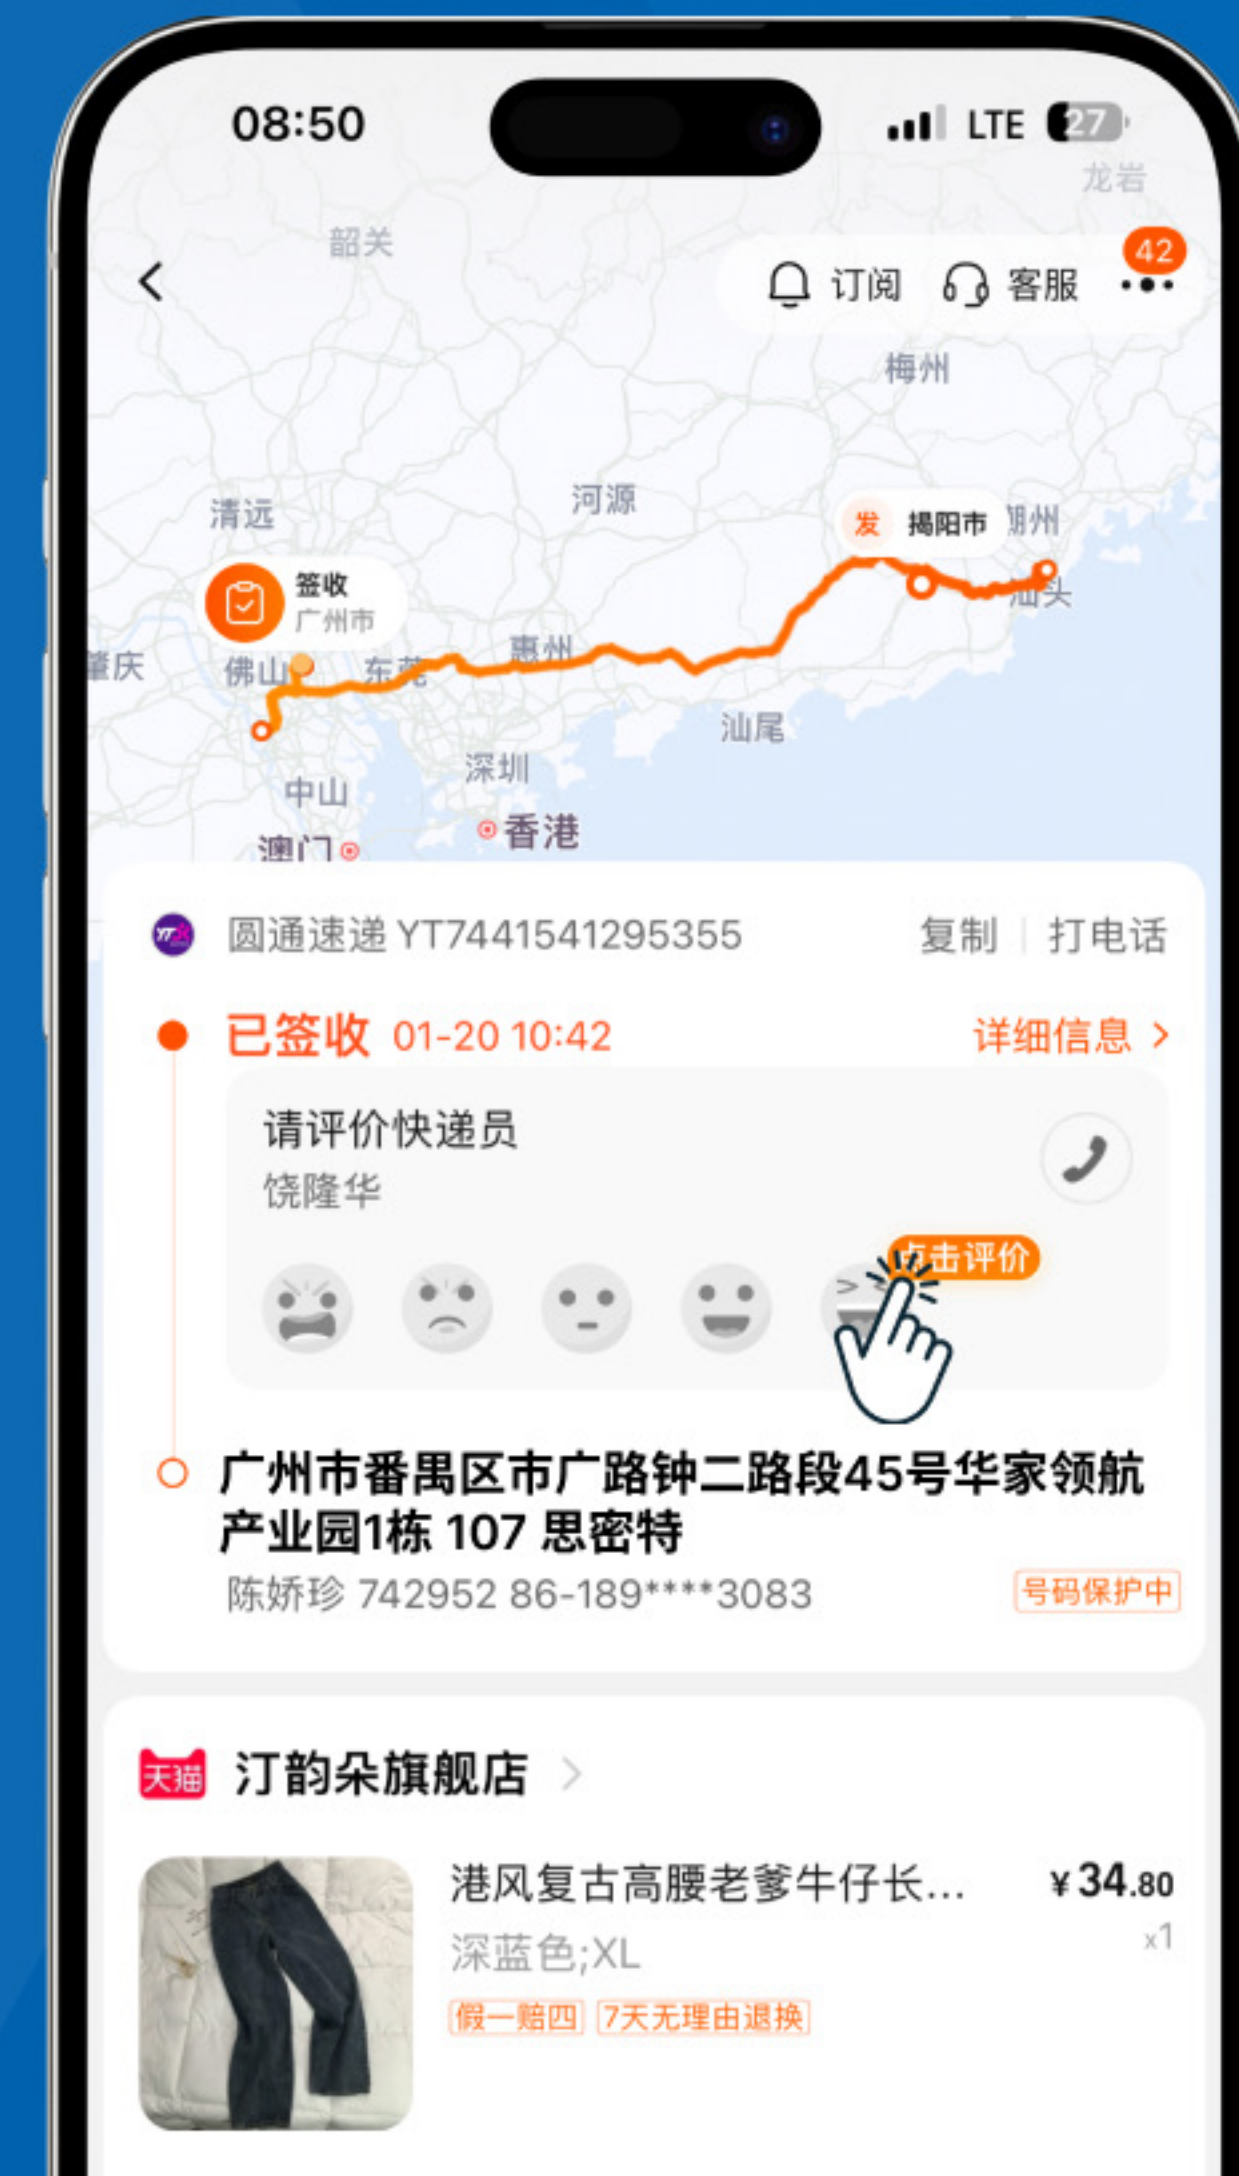 08:50
LTE 27
龙岩
韶关
42
订阅 客服
梅州
清远
河源
发 揭阳市
潮州
签收
广州市
汕头
肇庆
佛山
东莞
惠州
汕尾
深圳
中山
香港
澳门
圆通速递 YT7441541295355 复制 打电话
已签收 01-20 10:42 详细信息
请评价快递员
饶隆华
点击评价
广州市番禺区市广路钟二路段45号华家领航
产业园1栋 107 思密特
陈娇珍 742952 86-189****3083
号码保护中
天猫 汀韵朵旗舰店
港风复古高腰老爹牛仔长... ¥34.80
深蓝色;XL x1
假一赔四 7天无理由退换